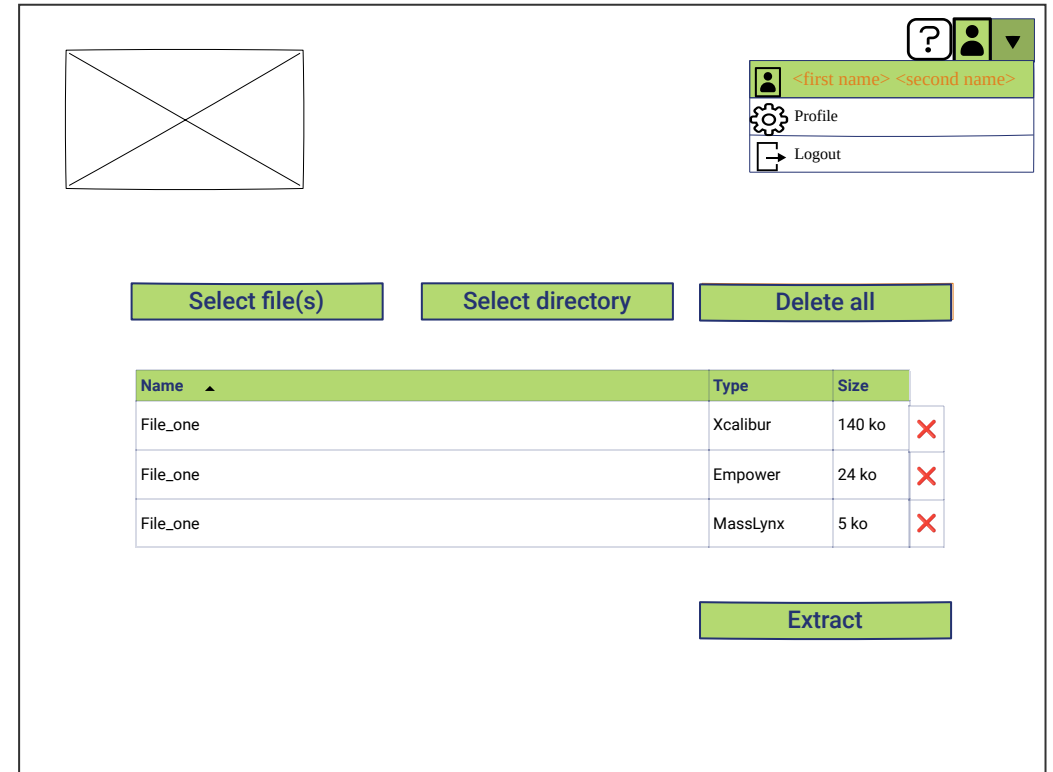 ?
<first name> <second name>
Profile
Logout
Select file(s) Select directory Delete all
Name Type Size
File_one Xcalibur 140 ko
File_one Empower 24 ko
File_one MassLynx 5 ko
Extract